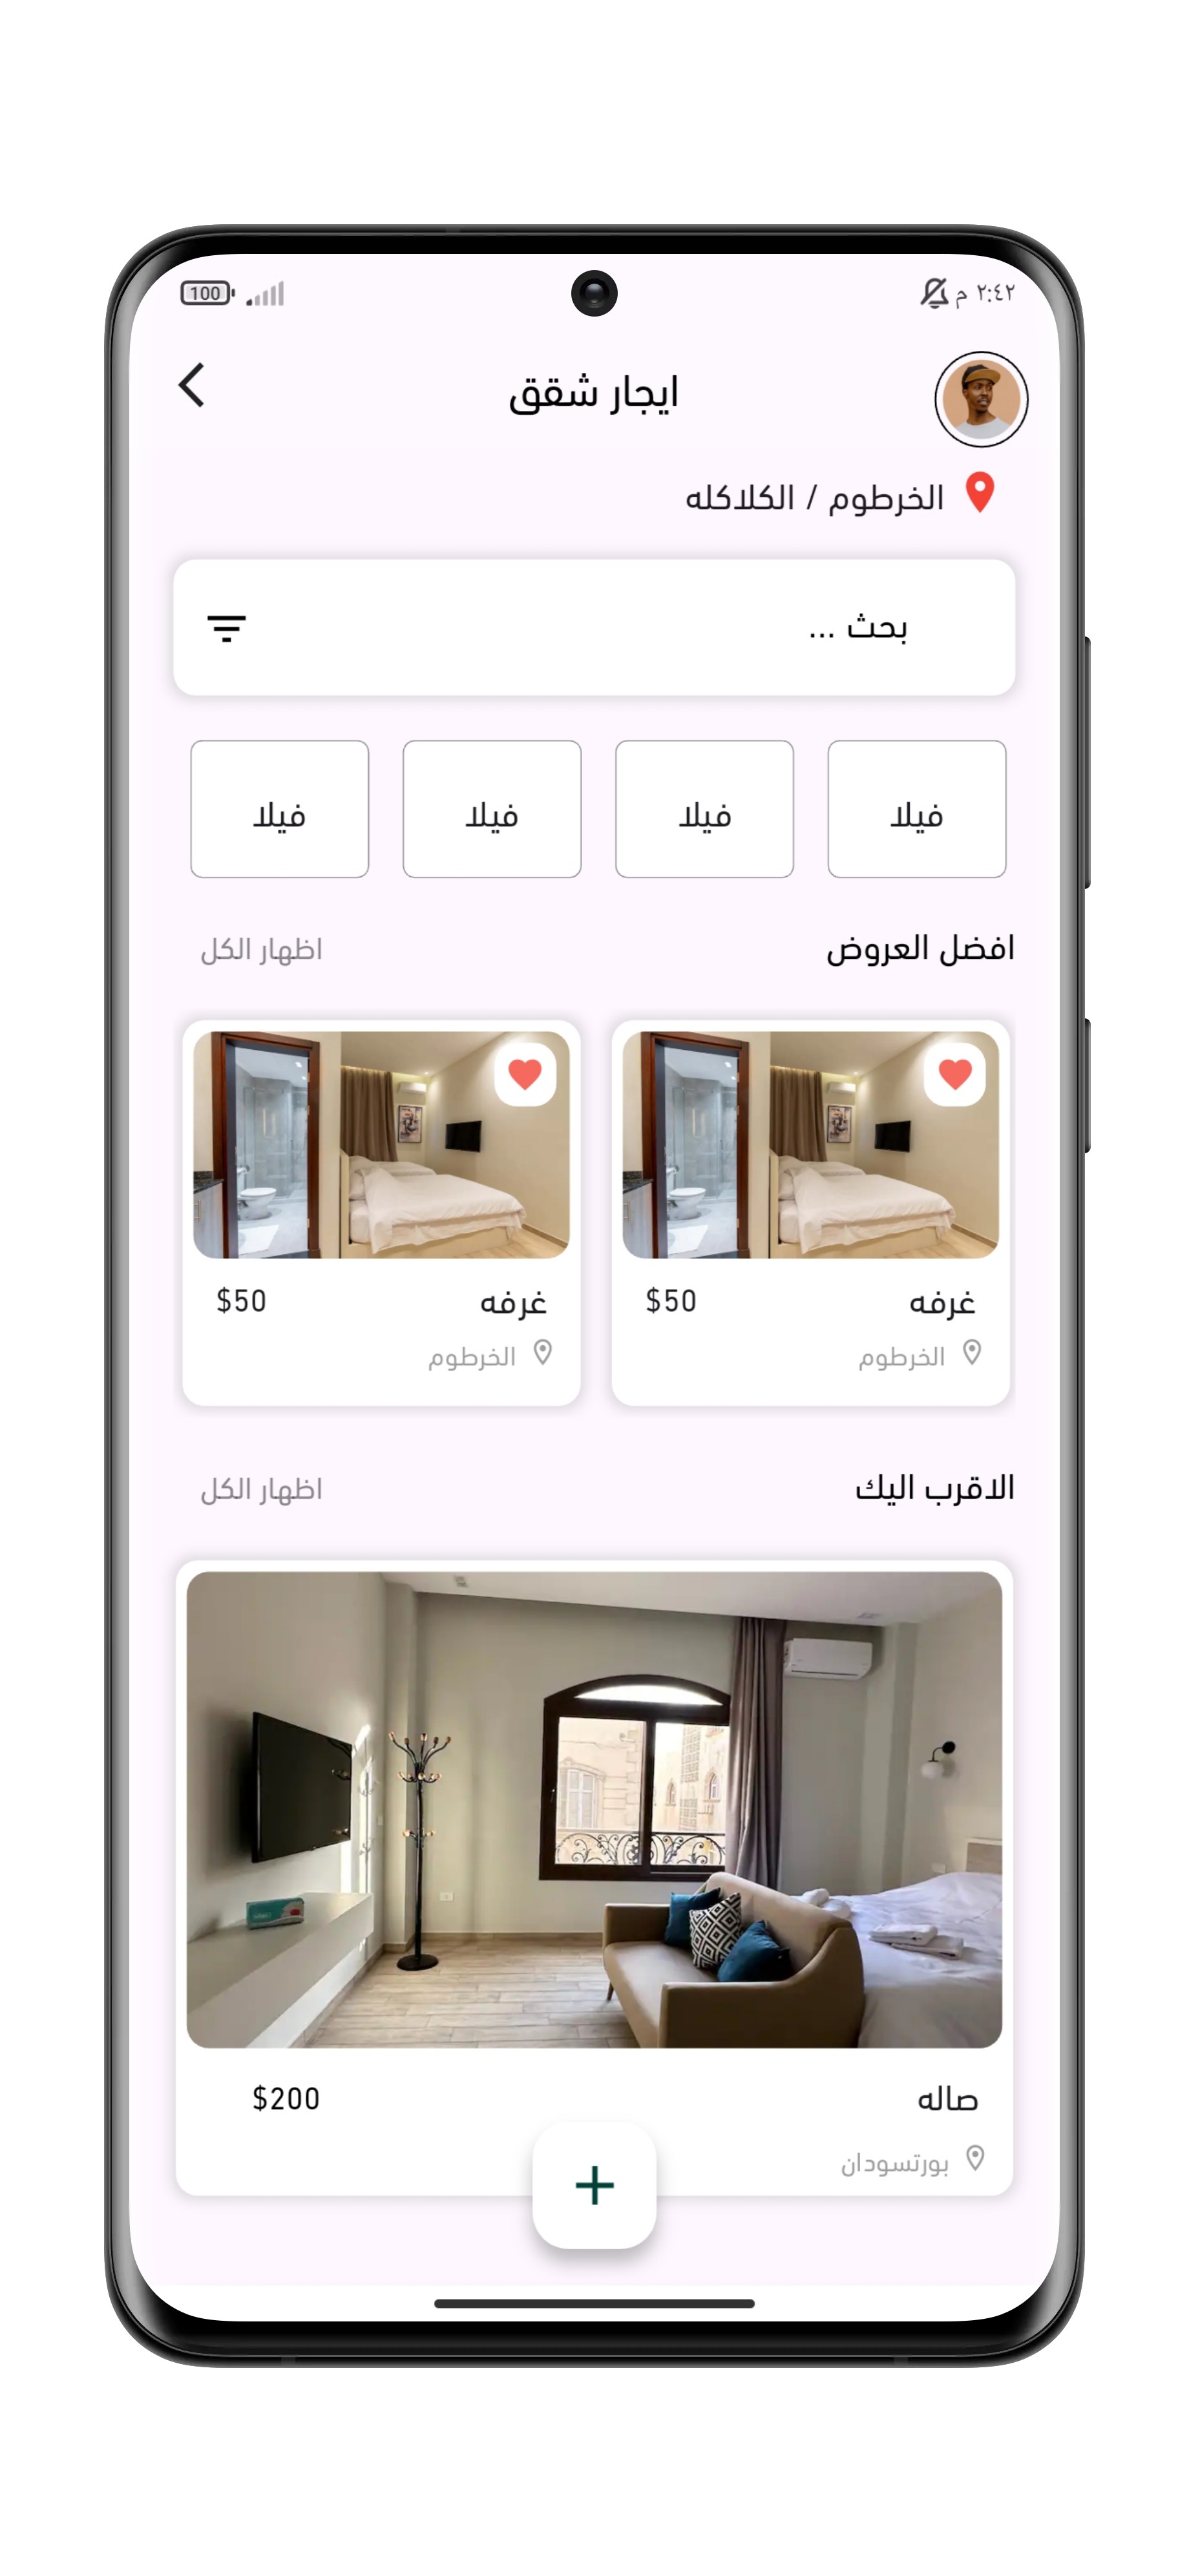 ٢:٤٢ م
100
ايجار شقق
الخرطوم / الكلاكله
بحث ...
فيلا
فيلا
فيلا
فيلا
افضل العروض
اظهار الكل
غرفه
$50
الخرطوم
غرفه
$50
الخرطوم
الاقرب اليك
اظهار الكل
صاله
$200
بورتسودان